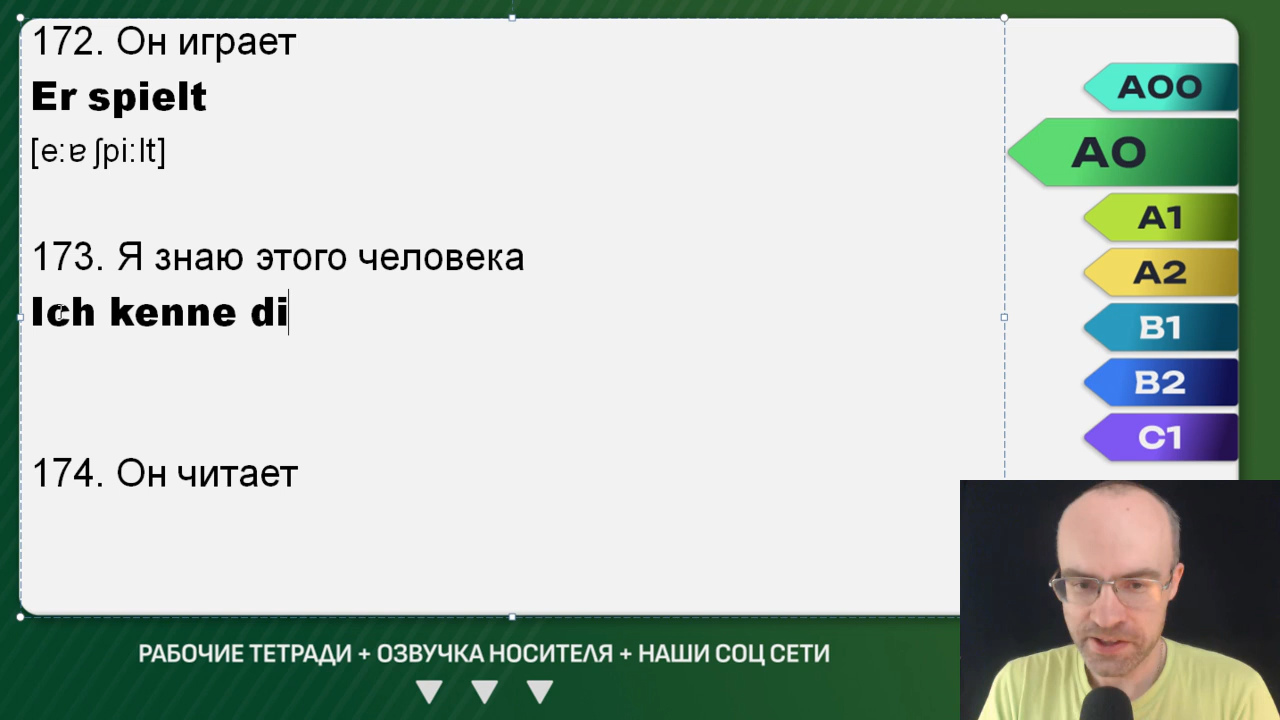 172. Он играет
Er spielt
[eːɐ ʃpiːlt]
173. Я знаю этого человека
Ich kenne di
174. Он читает
A00
A0
A1
A2
B1
B2
C1
РАБОЧИЕ ТЕТРАДИ + ОЗВУЧКА НОСИТЕЛЯ + НАШИ СОЦ СЕТИ